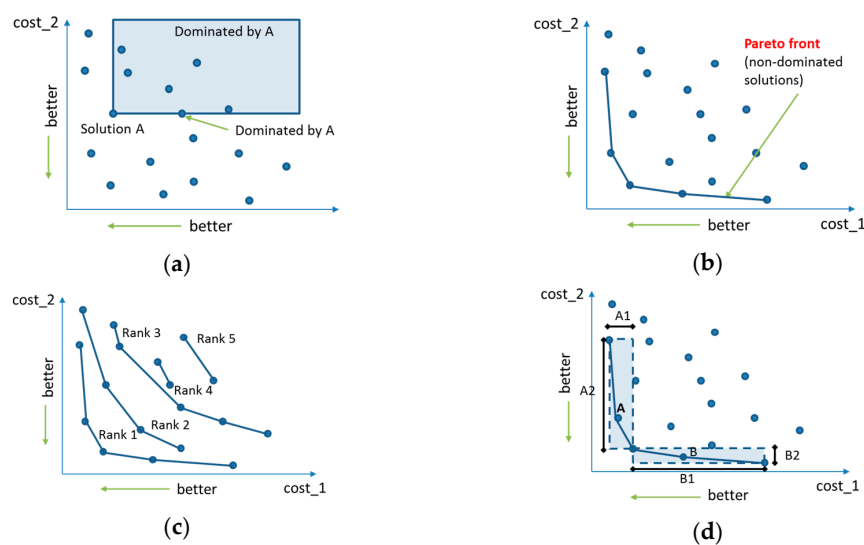 cost_2
Dominated by A
better
Solution A
Dominated by A
better
(a)
cost_2
Pareto front
(non-dominated
solutions)
better
better
cost_1
(b)
cost_2
Rank 3
Rank 5
better
Rank 4
Rank 1
Rank 2
better
cost_1
(c)
cost_2
A1
better
A2
A
B
B2
B1
better
cost_1
(d)